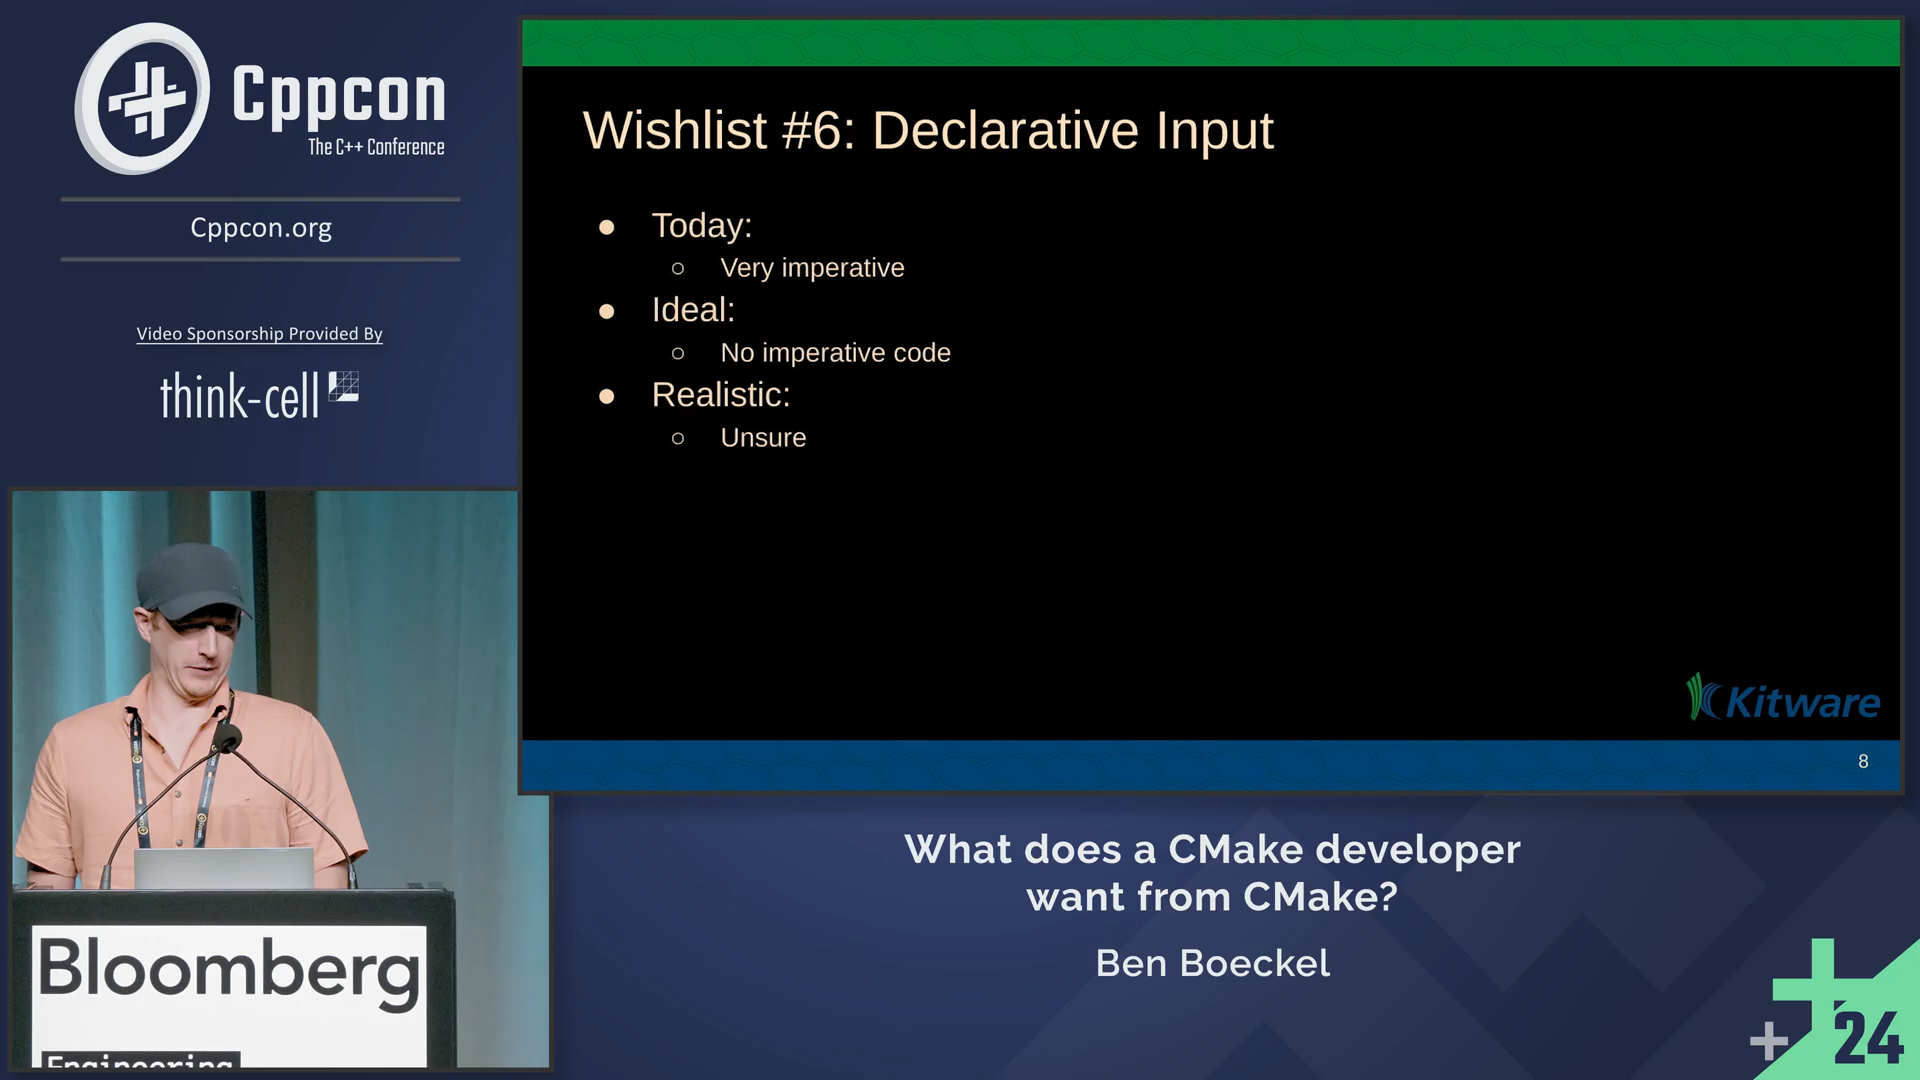 Cppcon
The C++ Conference
Cppcon.org
Video Sponsorship Provided By
think-cell
Wishlist #6: Declarative Input
Today:
Very imperative
Ideal:
No imperative code
Realistic:
Unsure
Kitware
8
Bloomberg
Engineering
What does a CMake developer
want from CMake?
Ben Boeckel
24